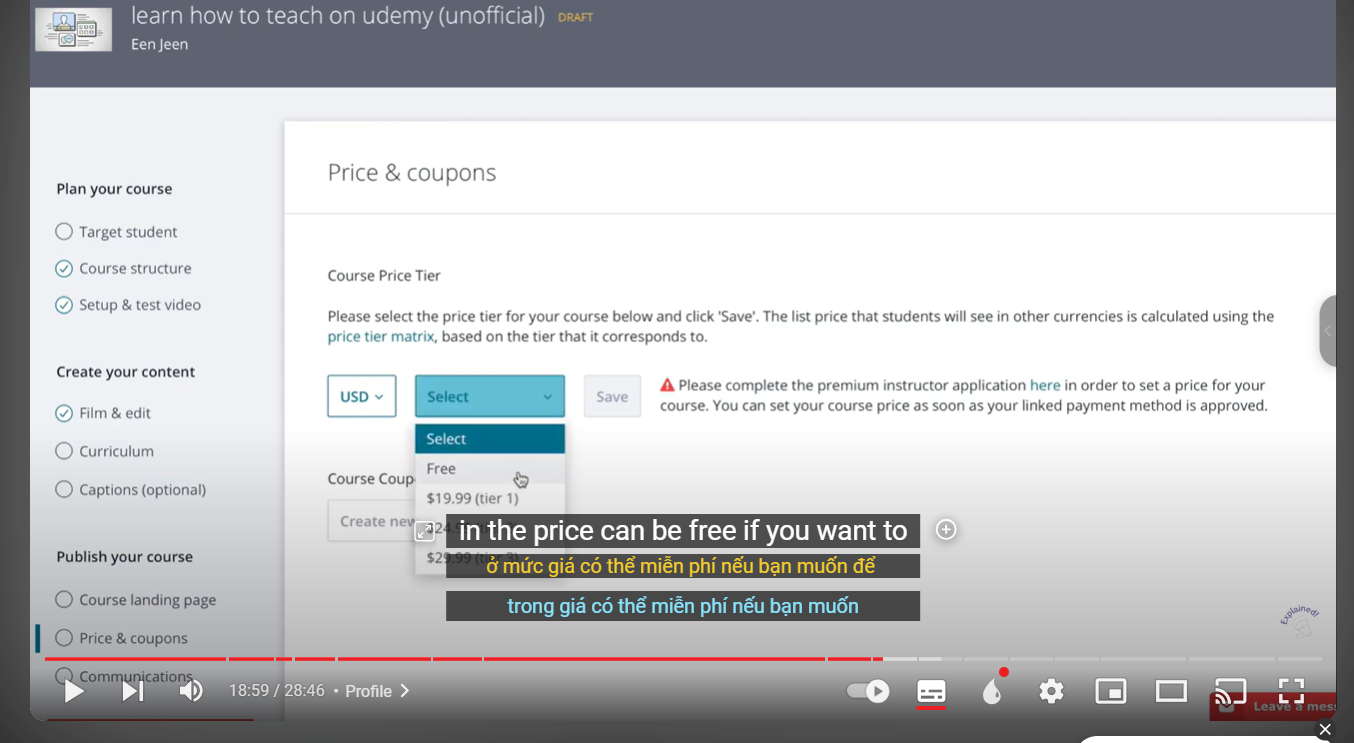 learn how to teach on udemy (unofficial) DRAFT
Een Jeen
Price & coupons
Plan your course
Target student
Course structure
Setup & test video
Create your content
Film & edit
Curriculum
Captions (optional)
Publish your course
Course landing page
Price & coupons
Communications
Course Price Tier
Please select the price tier for your course below and click 'Save'. The list price that students will see in other currencies is calculated using the
price tier matrix, based on the tier that it corresponds to.
USD
Select
Save
Please complete the premium instructor application here in order to set a price for your
course. You can set your course price as soon as your linked payment method is approved.
Select
Free
$19.99 (tier 1)
$29.99 (tier 3)
Course Coup
Create new
in the price can be free if you want to
ở mức giá có thể miễn phí nếu bạn muốn để
trong giá có thể miễn phí nếu bạn muốn
Explained!
18:59 / 28:46 • Profile
Leave a mess